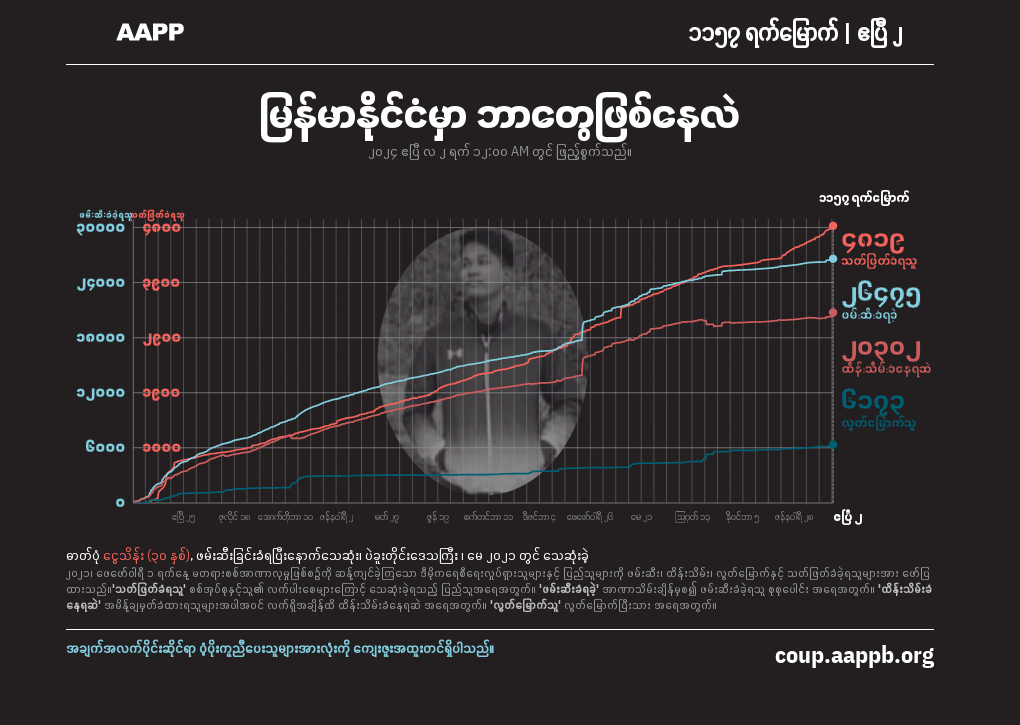 AAPP
၁၁၅၇ ရက်မြောက် | ဧပြီ ၂
မြန်မာနိုင်ငံမှာ ဘာတွေဖြစ်နေလဲ
၂၀၂၄ ဧပြီ လ ၂ ရက် ၁၂:၀၀ AM တွင် ဖြည့်စွက်သည်။
၁၁၅၇ ရက်မြောက်
ဖမ်းဆီးခံခဲ့ရသူ သတ်ဖြတ်ခံရသူ
၃၀၀၀၀ ၄၈၀၀
၄၈၁၉
သတ်ဖြတ်ခံရသူ
၂၄၀၀၀ ၃၉၀၀
၂၆၄၇၅
ဖမ်းဆီးခံရခဲ
၁၈၀၀၀ ၂၉၀၀
၂၀၃၀၂
ထိန်းသိမ်းခံနေရဆဲ
၁၂၀၀၀ ၁၉၀၀
၆၁၇၃
လွတ်မြောက်သူ
၆၀၀၀ ၁၀၀၀
၀
ဧပြီ ၂၅ ဇူလိုင် ၁၈ အောက်တိုဘာ ၁၀ ဇန်နဝါရီ ၂ မတ် ၂၇ ဇွန် ၁၉ စက်တင်ဘာ ၁၁ ဒီဇင်ဘာ ၄ ဖေဖော်ဝါရီ ၂၆ မေ ၂၁ ဩဂုတ် ၁၃ နိုဝင်ဘာ ၅ ဇန်နဝါရီ ၂၈ ဧပြီ ၂
ဓာတ်ပုံ ငွေသိန်း (၃၀ နှစ်), ဖမ်းဆီးခြင်းခံရပြီးနောက်သေဆုံး၊ ပဲခူးတိုင်းဒေသကြီး ၊ မေ ၂၀၂၁ တွင် သေဆုံးခဲ့
၂၀၂၁၊ ဖေဖော်ဝါရီ ၁ ရက်နေ့ မတရားစစ်အာဏာလုမှုဖြစ်စဥ်ကို ဆန့်ကျင်ခဲ့ကြသော ဒီမိုကရေစီရေးလှုပ်ရှားသူများနှင့် ပြည်သူများကို ဖမ်းဆီး၊ ထိန်းသိမ်း၊ လွတ်မြောက်နှင့် သတ်ဖြတ်ခံခဲ့ရသူများအား ဖော်ပြ
ထားသည်။'သတ်ဖြတ်ခံရသူ' စစ်အုပ်စုနှင့်သူ၏ လက်ပါးစေများကြောင့် သေဆုံးခဲ့ရသည့် ပြည်သူအရေအတွက်။ 'ဖမ်းဆီးခံရခဲ့' အာဏာသိမ်းချိန်မှစ၍ ဖမ်းဆီးခံခဲ့ရသူ စုစုပေါင်း အရေအတွက်။ 'ထိန်းသိမ်းခံ
နေရဆဲ' အမိန့်ချမှတ်ခံထားရသူများအပါအဝင် လက်ရှိအချိန်ထိ ထိန်းသိမ်းခံနေရဆဲ အရေအတွက်။ 'လွတ်မြောက်သူ' လွတ်မြောက်ပြီးသား အရေအတွက်။
အချက်အလက်ပိုင်းဆိုင်ရာ ပံ့ပိုးကူညီပေးသူများအားလုံးကို ကျေးဇူးအထူးတင်ရှိပါသည်။
coup.aappb.org